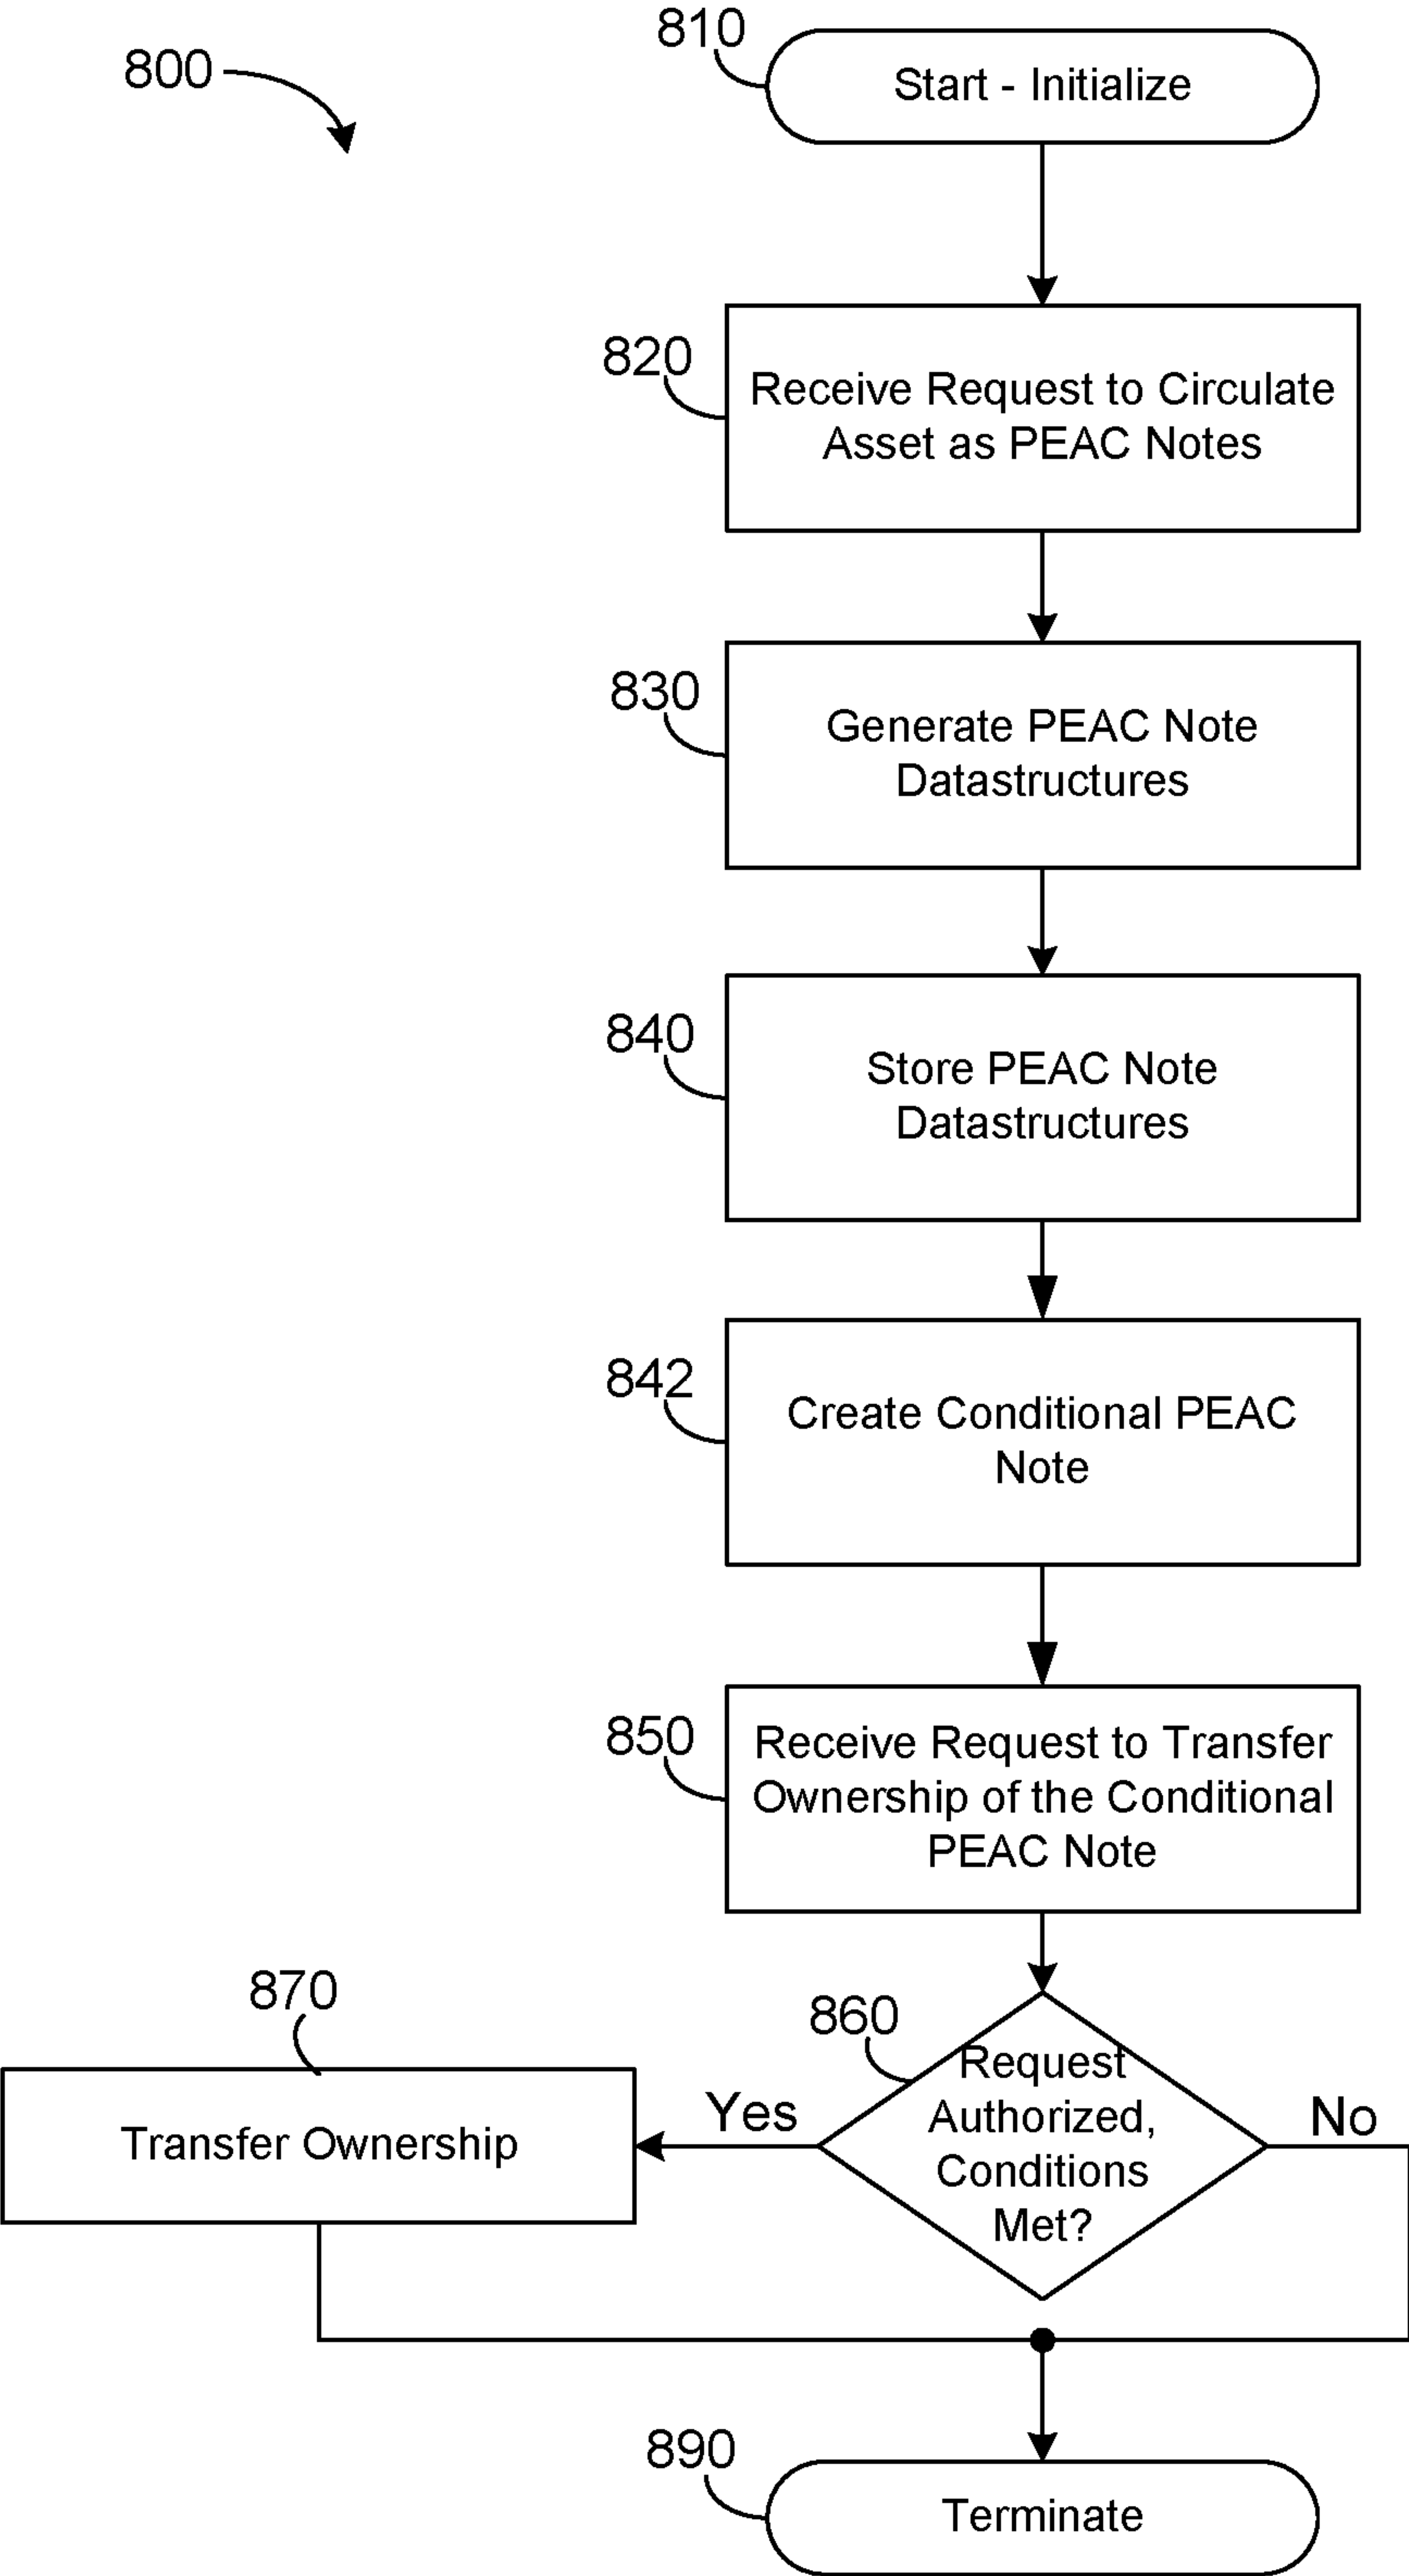 800
810
Start - Initialize
820
Receive Request to Circulate
Asset as PEAC Notes
830
Generate PEAC Note
Datastructures
840
Store PEAC Note
Datastructures
842
Create Conditional PEAC
Note
850
Receive Request to Transfer
Ownership of the Conditional
PEAC Note
860
Request
Authorized,
Conditions
Met?
Yes
No
870
Transfer Ownership
890
Terminate